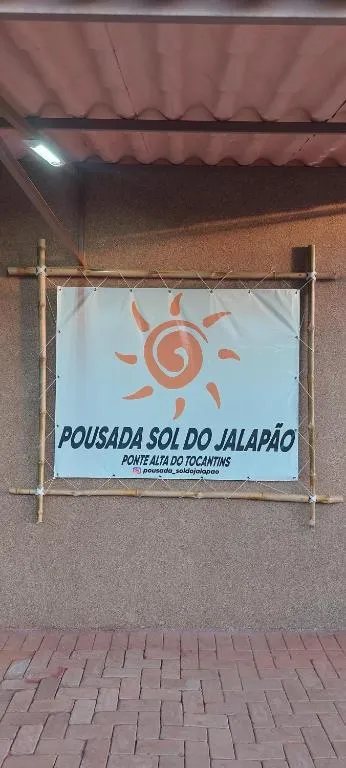 POUSADA SOL DO JALAPÃO
PONTE ALTA DO TOCANTINS
pousada_soldojalapao